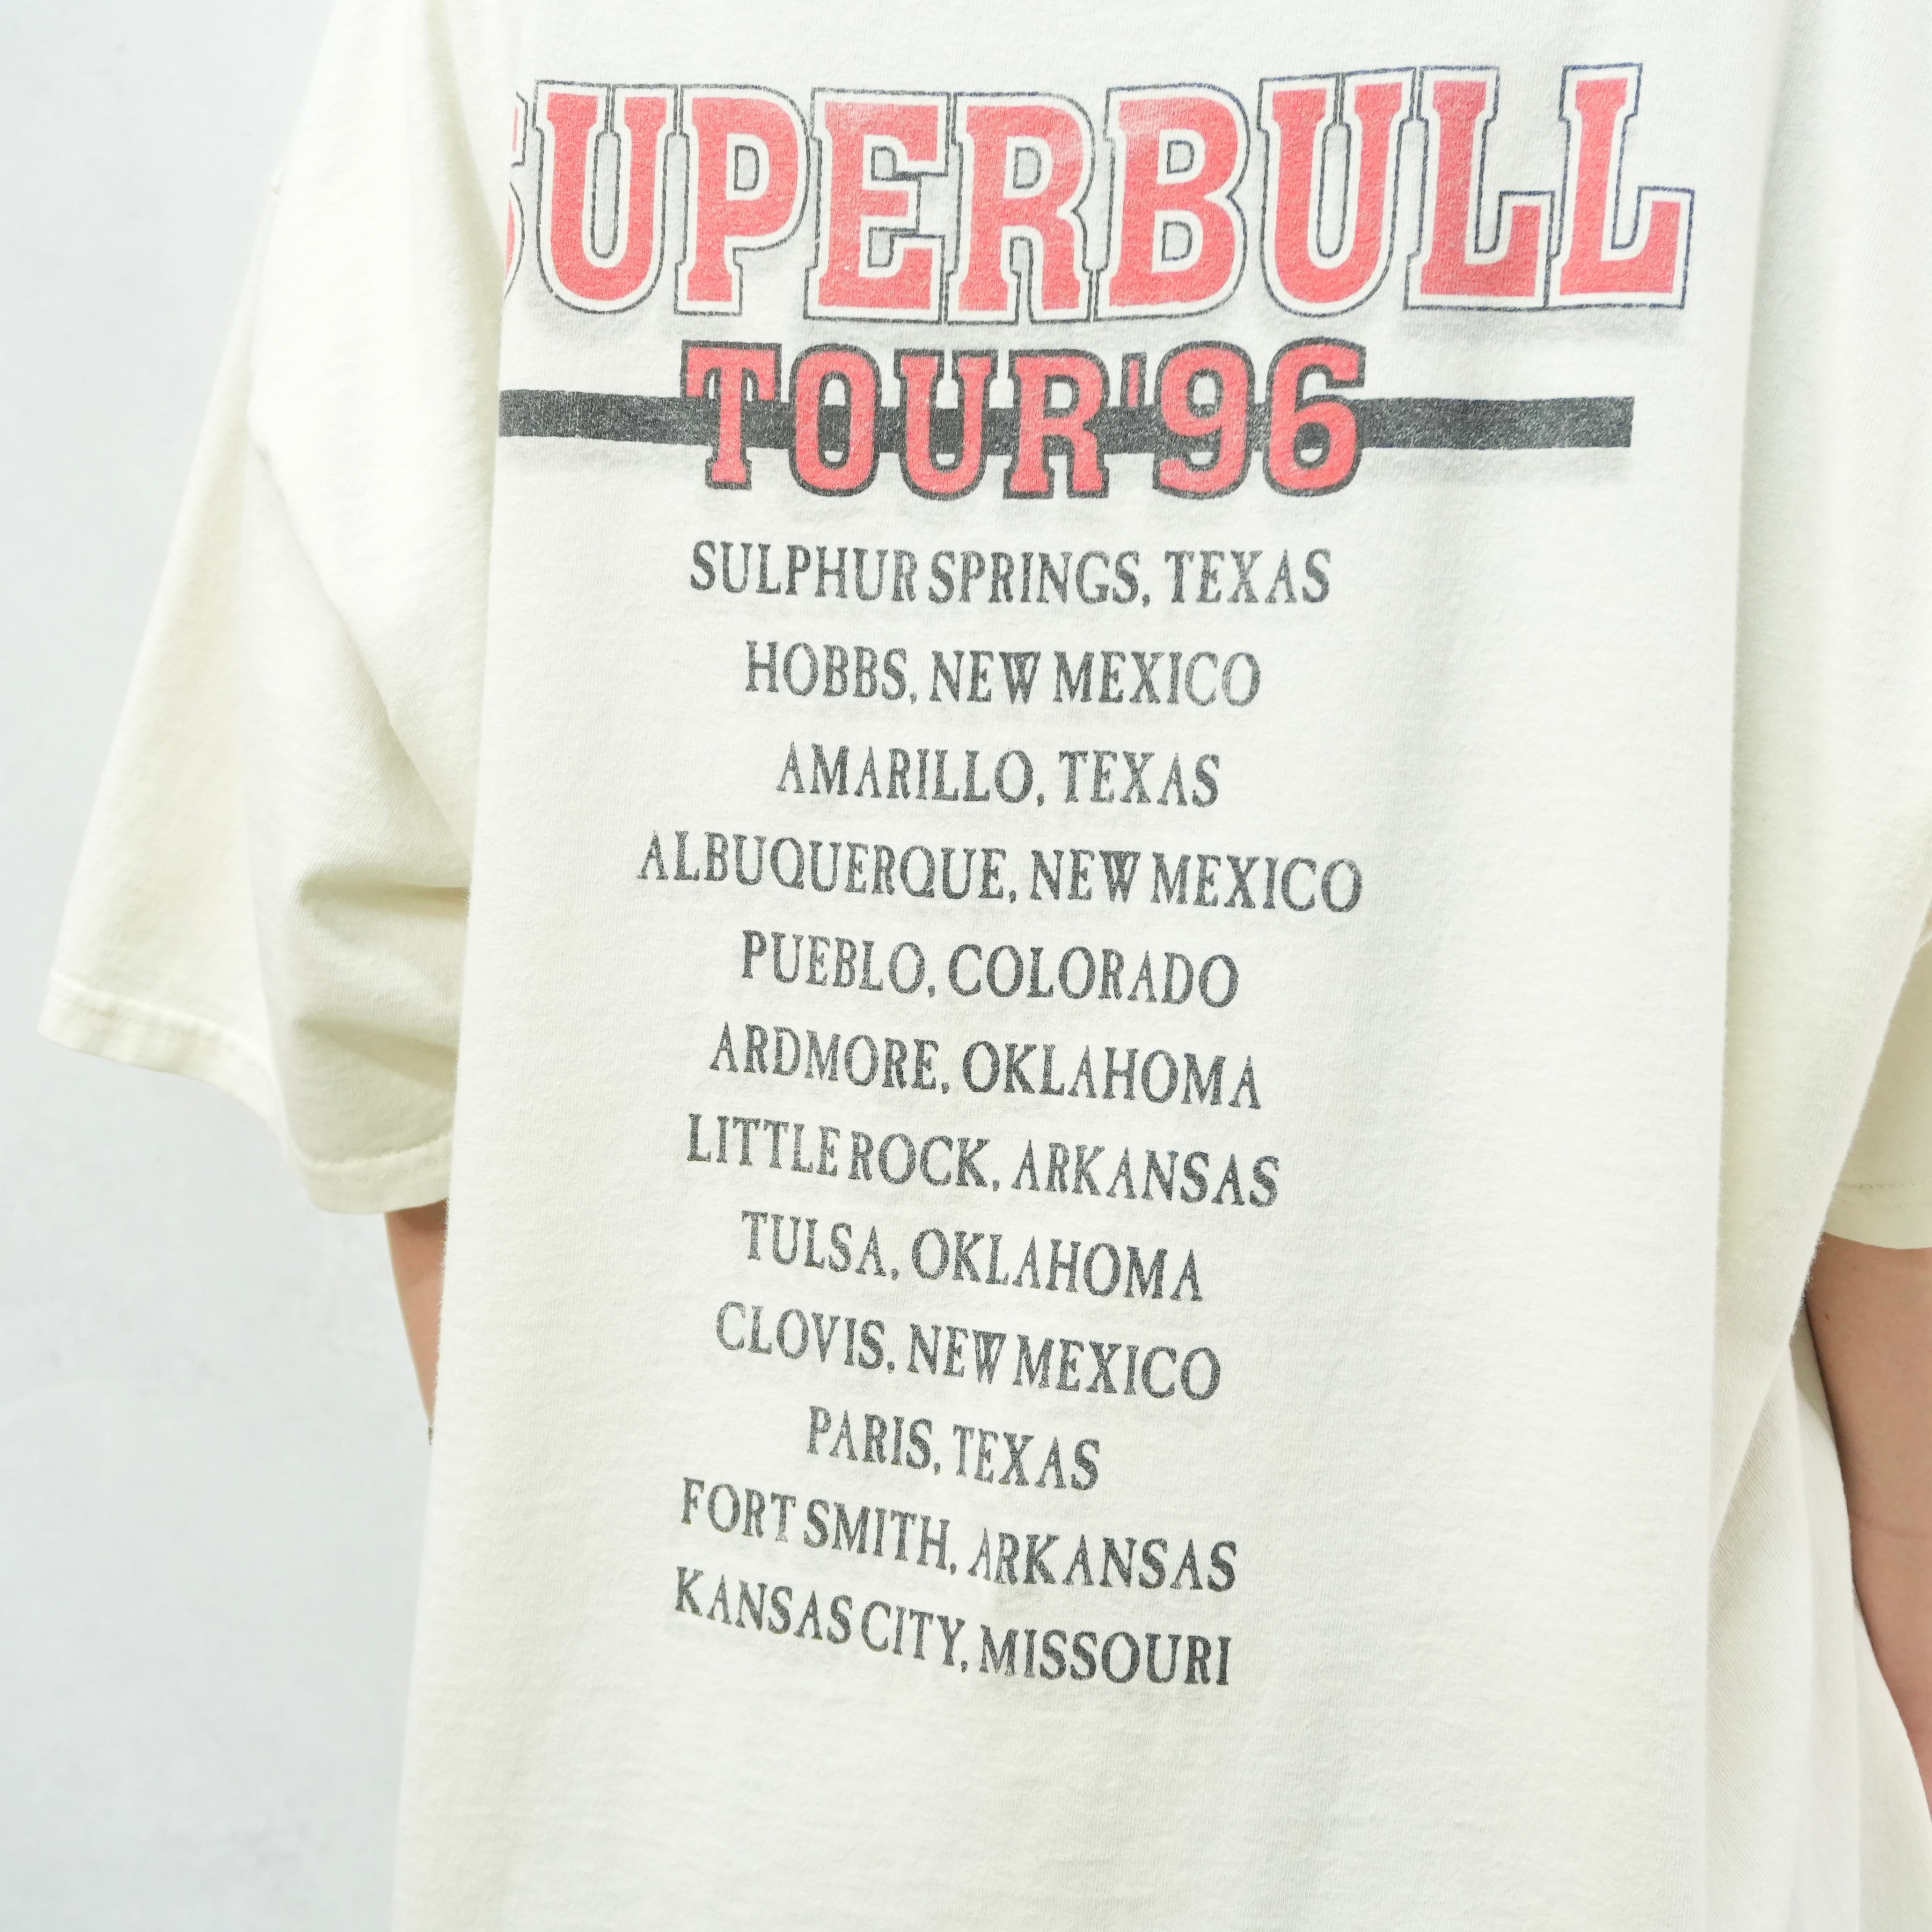 SUPERBULL
TOUR'96
SULPHUR SPRINGS, TEXAS
HOBBS, NEW MEXICO
AMARILLO, TEXAS
ALBUQUERQUE, NEW MEXICO
PUEBLO, COLORADO
ARDMORE, OKLAHOMA
LITTLE ROCK, ARKANSAS
TULSA, OKLAHOMA
CLOVIS, NEW MEXICO
PARIS, TEXAS
FORT SMITH, ARKANSAS
KANSAS CITY, MISSOURI